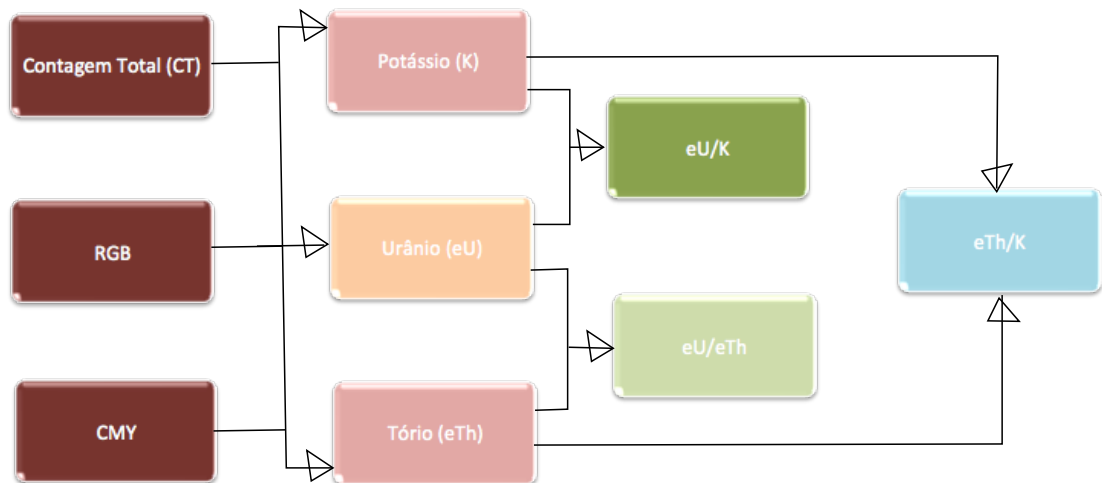 Contagem Total (CT)
Potássio (K)
eU/K
RGB
Urânio (eU)
eTh/K
eU/eTh
CMY
Tório (eTh)